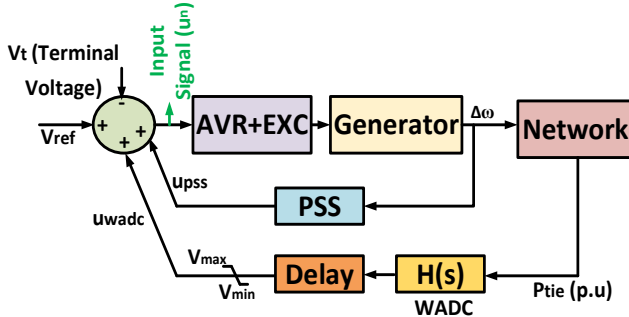 Vt (Terminal
Voltage)
Input
Signal (un)
-
+
+
+
Vref
AVR+EXC
Generator
Δω
Network
upss
PSS
uwadc
Vmax
Vmin
Delay
H(s)
WADC
Ptie (p.u)